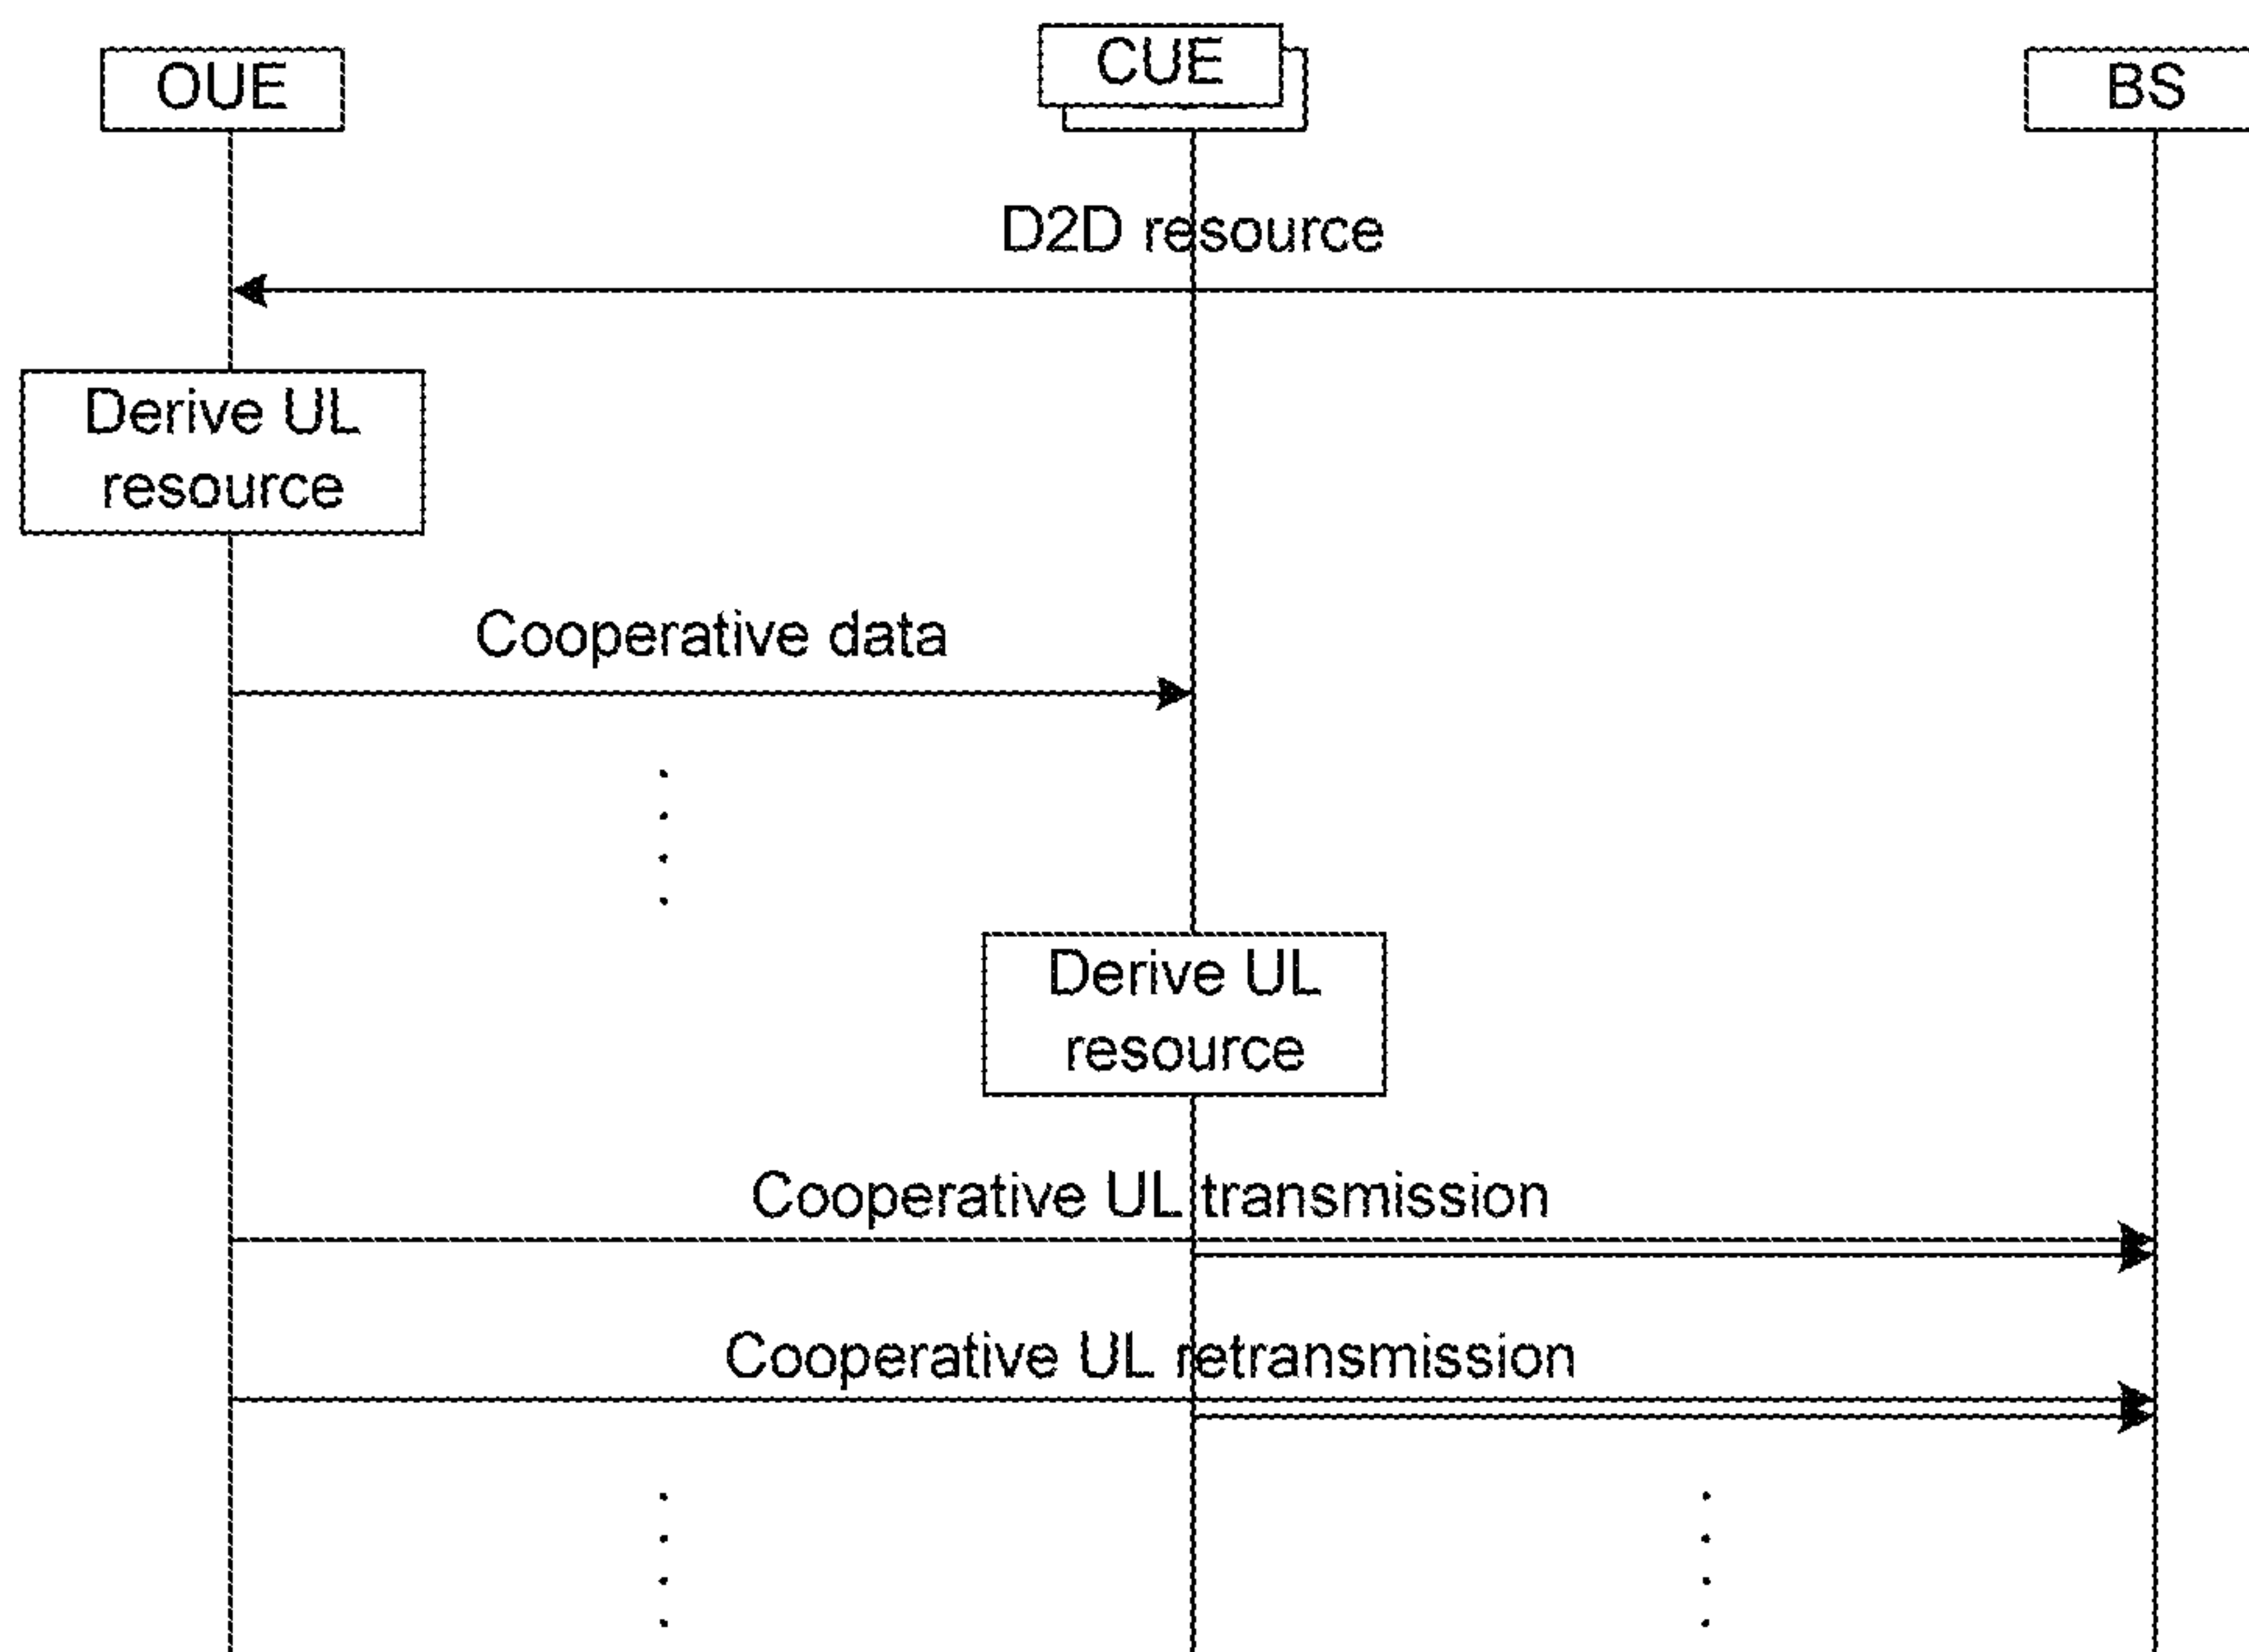 OUE
CUE
BS
D2D resource
Derive UL
resource
Cooperative data
Derive UL
resource
Cooperative UL transmission
Cooperative UL retransmission